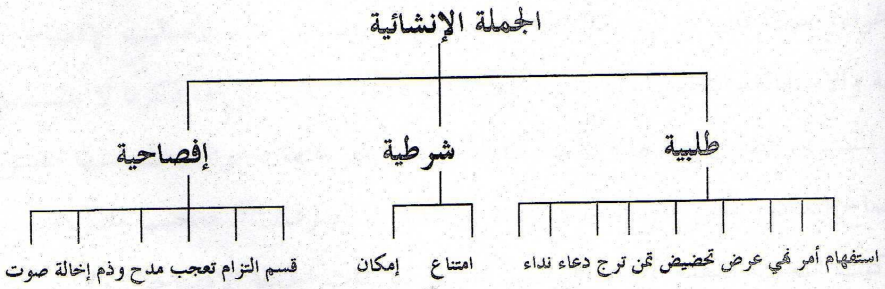 الجملة الإنشائية
طلبية شرطية إفصاحية
استفهام أمر نهي عرض تحضيض تمن ترج دعاء نداء امتناع إمكان قسم التزام تعجب مدح وذم إخالة صوت